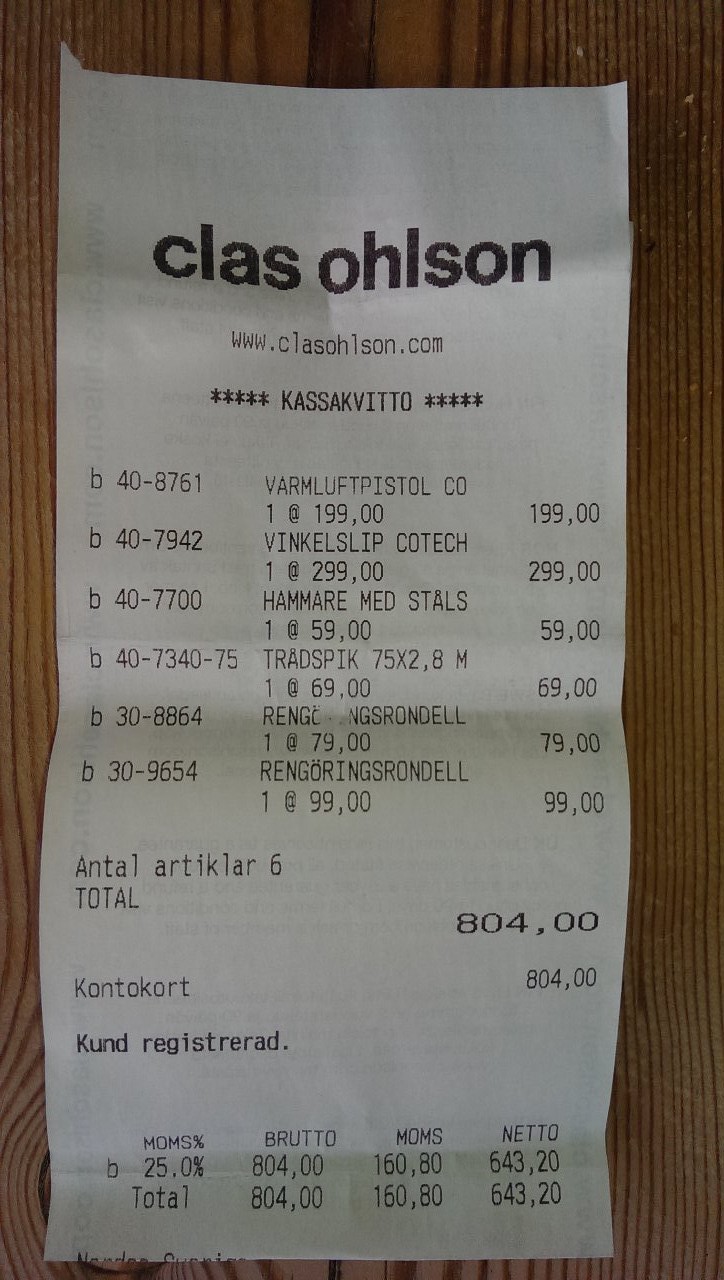 clas ohlson
www.clasohlson.com
***** KASSAKVITTO *****
b 40-8761 VARMLUFTPISTOL CO
1 @ 199,00 199,00
b 40-7942 VINKELSLIP COTECH
1 @ 299,00 299,00
b 40-7700 HAMMARE MED STÅLS
1 @ 59,00 59,00
b 40-7340-75 TRÅDSPIK 75X2,8 M
1 @ 69,00 69,00
b 30-8864
1 @ 79,00 79,00
b 30-9654 RENGÖRINGSRONDELL
1 @ 99,00 99,00
Antal artiklar 6
TOTAL
804,00
Kontokort 804,00
Kund registrerad.
MOMS% BRUTTO MOMS NETTO
b 25.0% 804,00 160,80 643,20
Total 804,00 160,80 643,20